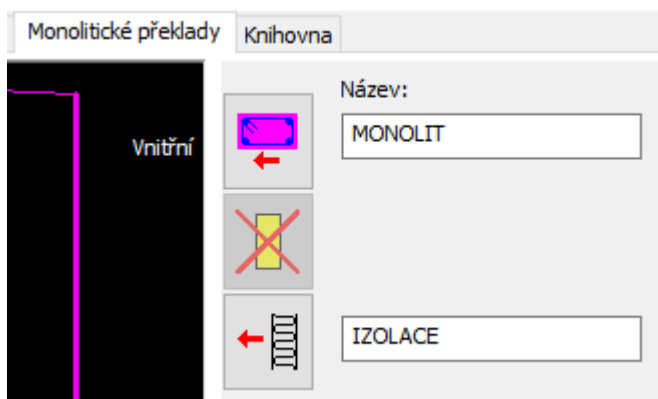 Monolitické překlady
Knihovna
Vnitřní
Název:
MONOLIT
IZOLACE